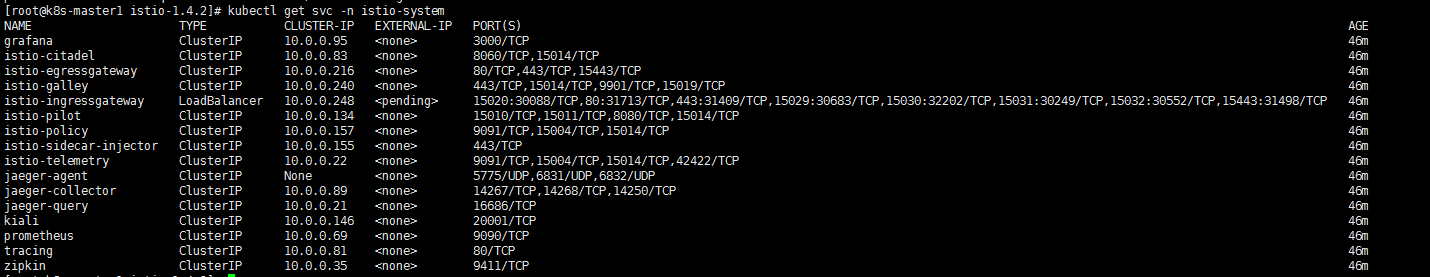 [root@k8s-master1 istio-1.4.2]# kubectl get svc -n istio-system
NAME TYPE CLUSTER-IP EXTERNAL-IP PORT(S) AGE
grafana ClusterIP 10.0.0.95 <none> 3000/TCP 46m
istio-citadel ClusterIP 10.0.0.83 <none> 8060/TCP,15014/TCP 46m
istio-egressgateway ClusterIP 10.0.0.216 <none> 80/TCP,443/TCP,15443/TCP 46m
istio-galley ClusterIP 10.0.0.240 <none> 443/TCP,15014/TCP,9901/TCP,15019/TCP 46m
istio-ingressgateway LoadBalancer 10.0.0.248 <pending> 15020:30088/TCP,80:31713/TCP,443:31409/TCP,15029:30683/TCP,15030:32202/TCP,15031:30249/TCP,15032:30552/TCP,15443:31498/TCP 46m
istio-pilot ClusterIP 10.0.0.134 <none> 15010/TCP,15011/TCP,8080/TCP,15014/TCP 46m
istio-policy ClusterIP 10.0.0.157 <none> 9091/TCP,15004/TCP,15014/TCP 46m
istio-sidecar-injector ClusterIP 10.0.0.155 <none> 443/TCP 46m
istio-telemetry ClusterIP 10.0.0.22 <none> 9091/TCP,15004/TCP,15014/TCP,42422/TCP 46m
jaeger-agent ClusterIP None <none> 5775/UDP,6831/UDP,6832/UDP 46m
jaeger-collector ClusterIP 10.0.0.89 <none> 14267/TCP,14268/TCP,14250/TCP 46m
jaeger-query ClusterIP 10.0.0.21 <none> 16686/TCP 46m
kiali ClusterIP 10.0.0.146 <none> 20001/TCP 46m
prometheus ClusterIP 10.0.0.69 <none> 9090/TCP 46m
tracing ClusterIP 10.0.0.81 <none> 80/TCP 46m
zipkin ClusterIP 10.0.0.35 <none> 9411/TCP 46m